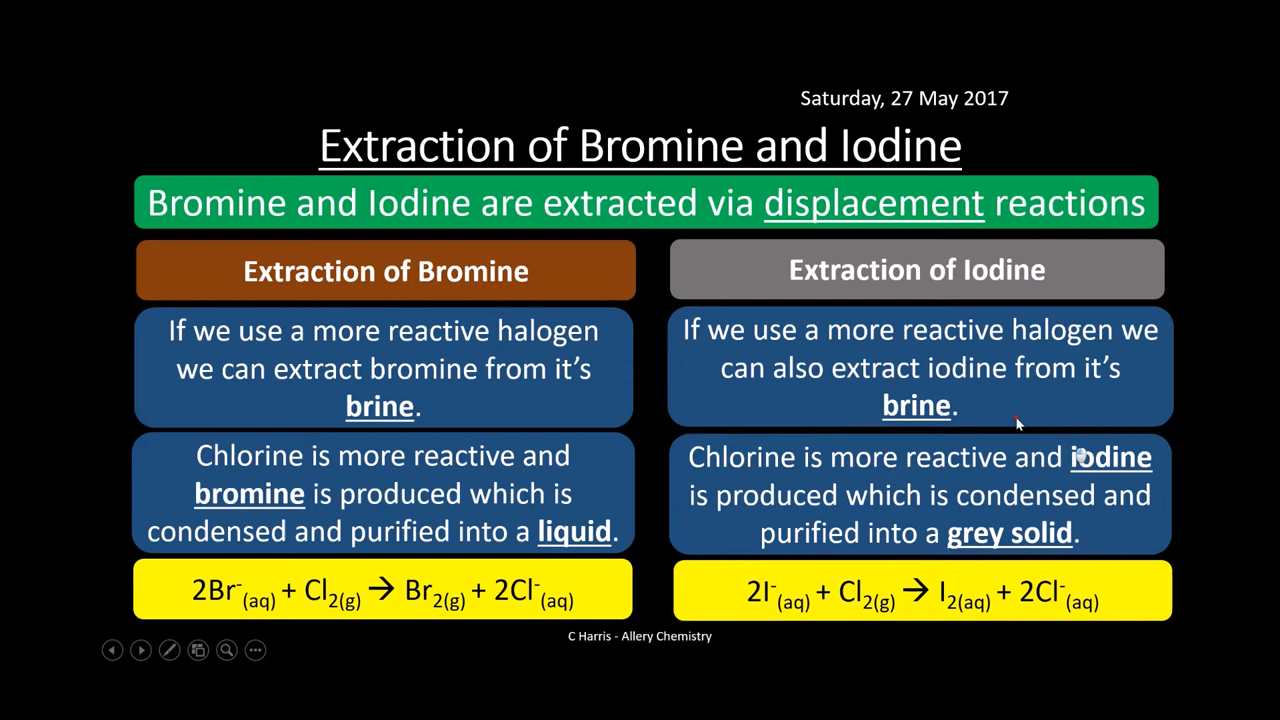 Saturday, 27 May 2017
Extraction of Bromine and Iodine
Bromine and Iodine are extracted via displacement reactions
Extraction of Bromine
If we use a more reactive halogen
we can extract bromine from it's
brine.
Chlorine is more reactive and
bromine is produced which is
condensed and purified into a liquid.
2Br-(aq) + Cl2(g) → Br2(g) + 2Cl-(aq)
Extraction of Iodine
If we use a more reactive halogen we
can also extract iodine from it's
brine.
Chlorine is more reactive and iodine
is produced which is condensed and
purified into a grey solid.
2I-(aq) + Cl2(g) → I2(aq) + 2Cl-(aq)
C Harris - Allery Chemistry